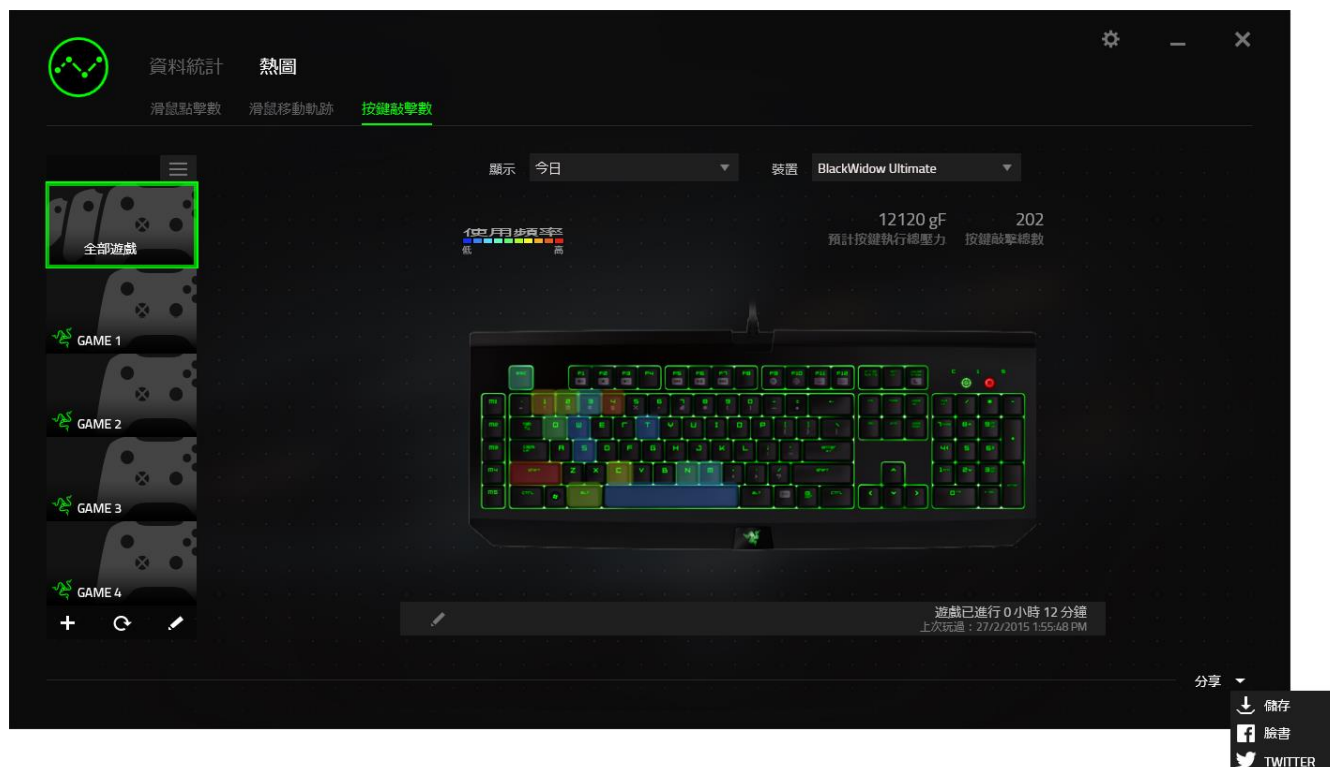 資料統計 熱圖
滑鼠點擊數 滑鼠移動軌跡 按鍵敲擊數
顯示 今日 裝置 BlackWidow Ultimate
全部遊戲
使用頻率
低 高
12120 gF 202
預計按鍵執行總壓力 按鍵敲擊總數
GAME 1
GAME 2
GAME 3
GAME 4
遊戲已進行 0 小時 12 分鐘
上次玩過：27/2/2015 1:55:48 PM
分享
儲存
臉書
TWITTER